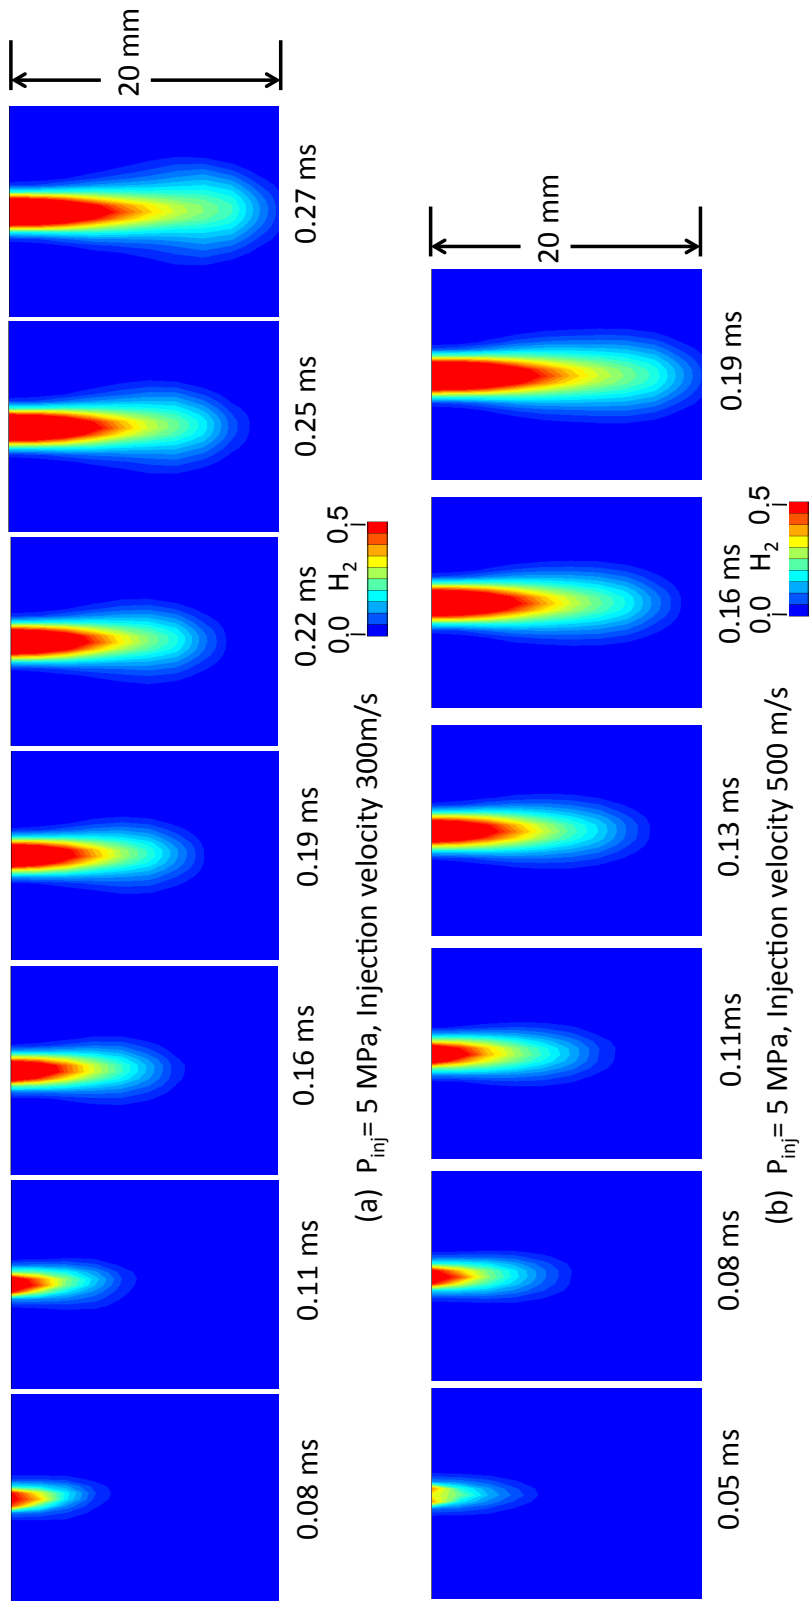 20 mm
0.08 ms
0.11 ms
0.16 ms
0.19 ms
0.22 ms
0.25 ms
0.27 ms
0.0 H₂ 0.5
(a) Pinj= 5 MPa, Injection velocity 300m/s
20 mm
0.05 ms
0.08 ms
0.11ms
0.13 ms
0.16 ms
0.19 ms
0.0 H₂ 0.5
(b) Pinj= 5 MPa, Injection velocity 500 m/s